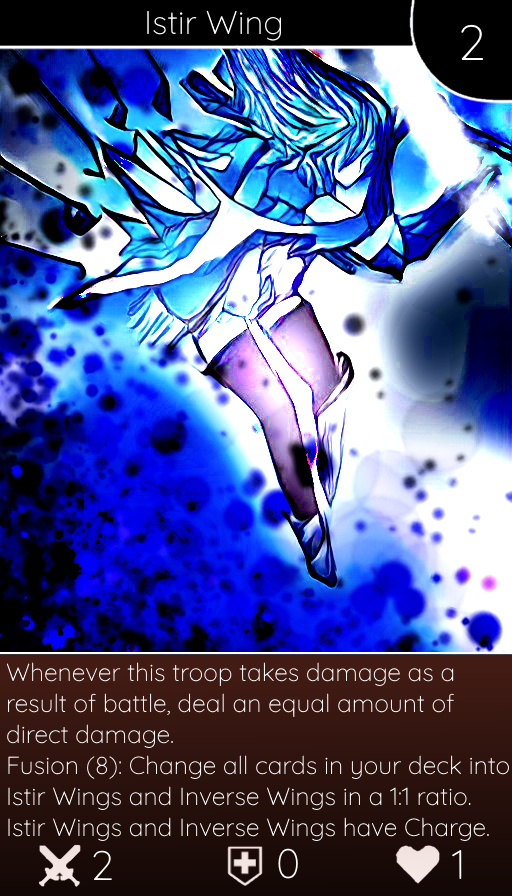 Istir Wing
2
Whenever this troop takes damage as a
result of battle, deal an equal amount of
direct damage.
Fusion (8): Change all cards in your deck into
Istir Wings and Inverse Wings in a 1:1 ratio.
Istir Wings and Inverse Wings have Charge.
2 0 1